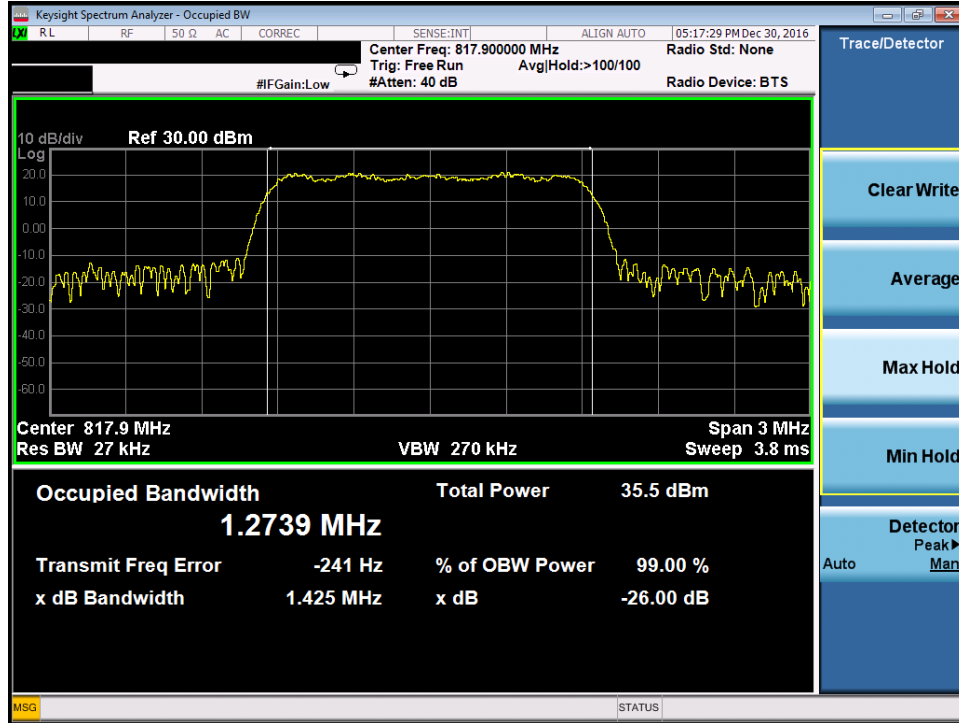 Keysight Spectrum Analyzer - Occupied BW
LXI RL RF 50 Ω AC CORREC SENSE:INT ALIGN AUTO 05:17:29 PM Dec 30, 2016
Center Freq: 817.900000 MHz Radio Std: None
Trig: Free Run Avg|Hold:>100/100
#IFGain:Low #Atten: 40 dB Radio Device: BTS
10 dB/div Ref 30.00 dBm
Log
20.0
10.0
0.00
-10.0
-20.0
-30.0
-40.0
-50.0
-60.0
Center 817.9 MHz Span 3 MHz
Res BW 27 kHz VBW 270 kHz Sweep 3.8 ms
Occupied Bandwidth Total Power 35.5 dBm
1.2739 MHz
Transmit Freq Error -241 Hz % of OBW Power 99.00 %
x dB Bandwidth 1.425 MHz x dB -26.00 dB
MSG STATUS
Trace/Detector
Clear Write
Average
Max Hold
Min Hold
Detector
Peak▶
Auto Man